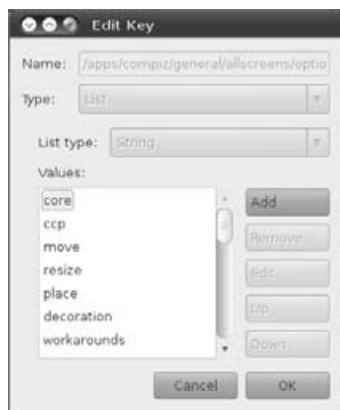 Edit Key
Name: /apps/compiz/general/allscreens/optio
Type: List
List type: String
Values:
core
ccp
move
resize
place
decoration
workarounds
Add
Remove
Edit
Up
Down
Cancel
OK